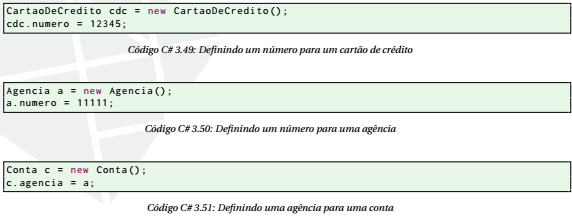 CartaoDeCredito cdc = new CartaoDeCredito();
cdc.numero = 12345;
Código C# 3.49: Definindo um número para um cartão de crédito
Agencia a = new Agencia();
a.numero = 11111;
Código C# 3.50: Definindo um número para uma agência
Conta c = new Conta();
c.agencia = a;
Código C# 3.51: Definindo uma agência para uma conta